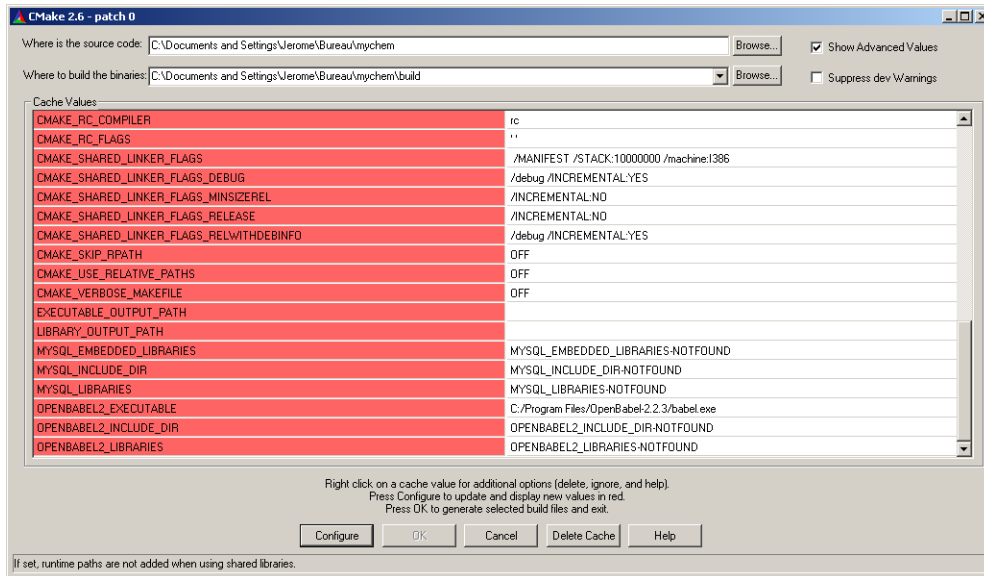 CMake 2.6 - patch 0
Where is the source code: C:\Documents and Settings\Jerome\Bureau\mychem Browse... Show Advanced Values
Where to build the binaries: C:\Documents and Settings\Jerome\Bureau\mychem\build Browse... Suppress dev Warnings
Cache Values
CMAKE_RC_COMPILER rc
CMAKE_RC_FLAGS ' '
CMAKE_SHARED_LINKER_FLAGS /MANIFEST /STACK:10000000 /machine:I386
CMAKE_SHARED_LINKER_FLAGS_DEBUG /debug /INCREMENTAL:YES
CMAKE_SHARED_LINKER_FLAGS_MINSIZEREL /INCREMENTAL:NO
CMAKE_SHARED_LINKER_FLAGS_RELEASE /INCREMENTAL:NO
CMAKE_SHARED_LINKER_FLAGS_RELWITHDEBINFO /debug /INCREMENTAL:YES
CMAKE_SKIP_RPATH OFF
CMAKE_USE_RELATIVE_PATHS OFF
CMAKE_VERBOSE_MAKEFILE OFF
EXECUTABLE_OUTPUT_PATH
LIBRARY_OUTPUT_PATH
MYSQL_EMBEDDED_LIBRARIES MYSQL_EMBEDDED_LIBRARIES-NOTFOUND
MYSQL_INCLUDE_DIR MYSQL_INCLUDE_DIR-NOTFOUND
MYSQL_LIBRARIES MYSQL_LIBRARIES-NOTFOUND
OPENBABEL2_EXECUTABLE C:/Program Files/OpenBabel-2.2.3/babel.exe
OPENBABEL2_INCLUDE_DIR OPENBABEL2_INCLUDE_DIR-NOTFOUND
OPENBABEL2_LIBRARIES OPENBABEL2_LIBRARIES-NOTFOUND
Right click on a cache value for additional options (delete, ignore, and help).
Press Configure to update and display new values in red.
Press OK to generate selected build files and exit.
Configure OK Cancel Delete Cache Help
If set, runtime paths are not added when using shared libraries.